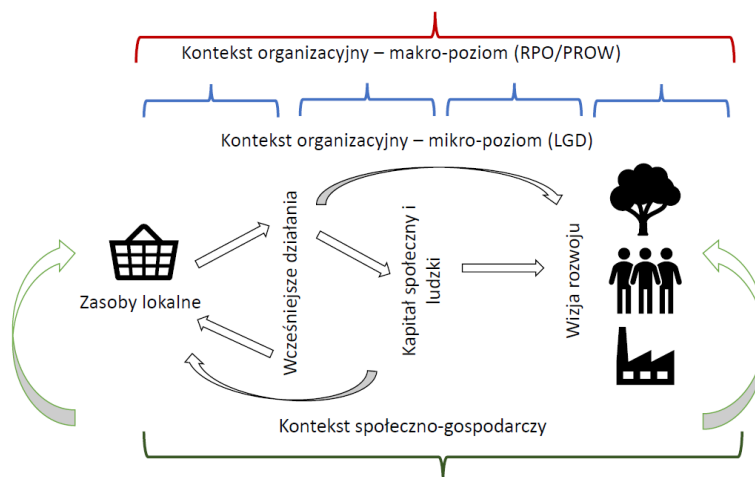 Kontekst organizacyjny – makro-poziom (RPO/PROW)
Kontekst organizacyjny – mikro-poziom (LGD)
Zasoby lokalne
Wcześniejsze działania
Kapitał społeczny i
ludzki
Wizja rozwoju
Kontekst społeczno-gospodarczy